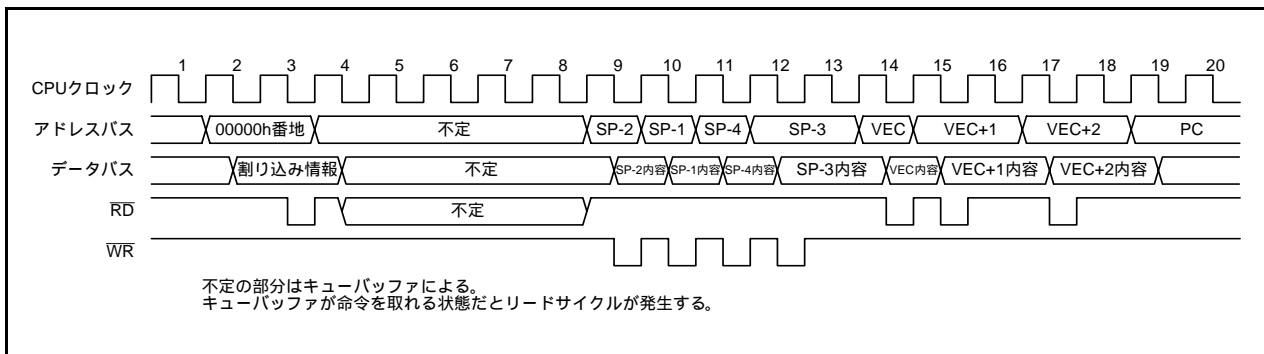 1 2 3 4 5 6 7 8 9 10 11 12 13 14 15 16 17 18 19 20
CPUクロック
アドレスバス 00000h番地 不定 SP-2 SP-1 SP-4 SP-3 VEC VEC+1 VEC+2 PC
データバス 割り込み情報 不定 SP-2内容 SP-1内容 SP-4内容 SP-3内容 VEC内容 VEC+1内容 VEC+2内容
RD 不定
WR
不定の部分はキューバッファによる。
キューバッファが命令を取れる状態だとリードサイクルが発生する。